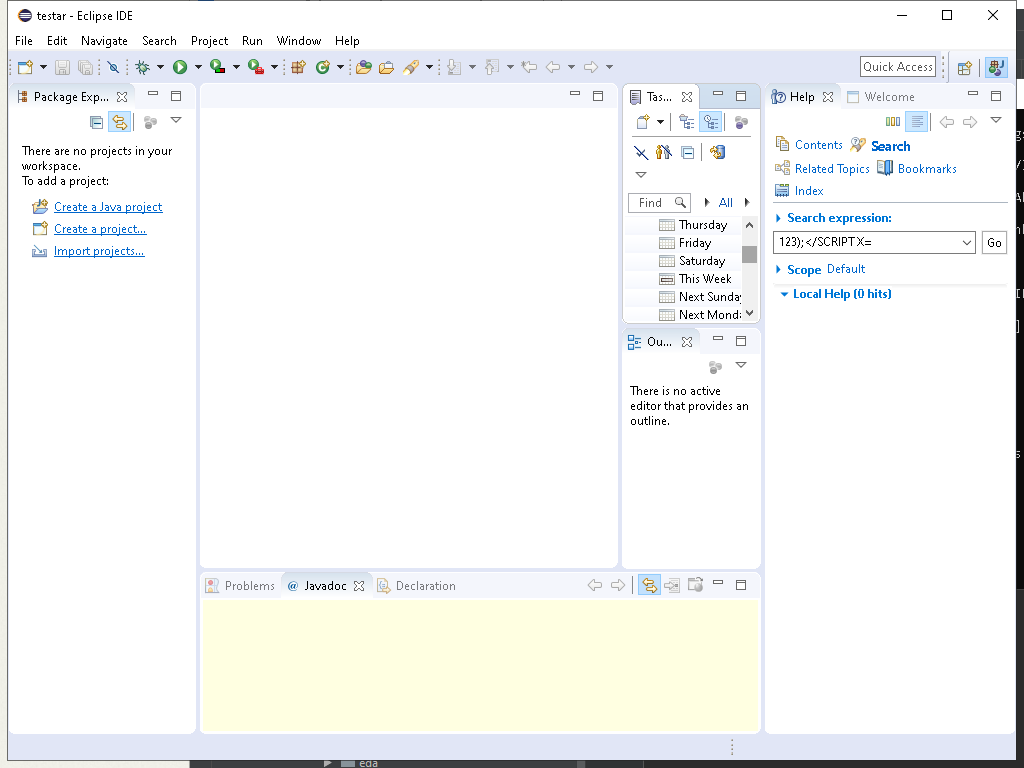 testar - Eclipse IDE
File Edit Navigate Search Project Run Window Help
Quick Access
Package Exp...
There are no projects in your
workspace.
To add a project:
Create a Java project
Create a project...
Import projects...
Tas...
Find
All
Thursday
Friday
Saturday
This Week
Next Sunday
Next Mond
Ou...
There is no active
editor that provides an
outline.
Help Welcome
Contents Search
Related Topics Bookmarks
Index
Search expression:
123);</SCRIPT X=
Go
Scope Default
Local Help (0 hits)
Problems @ Javadoc Declaration
eda